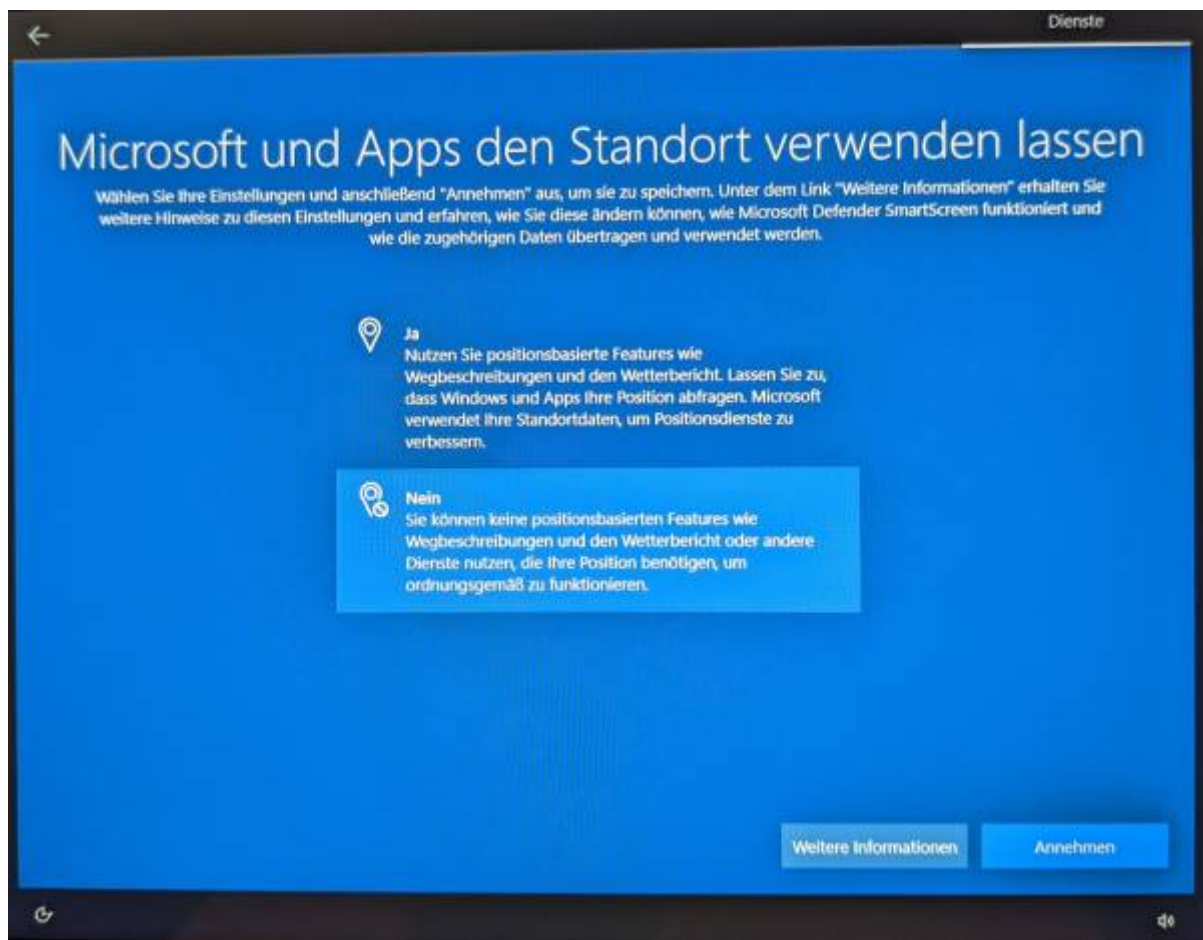 Dienste
Microsoft und Apps den Standort verwenden lassen
Wählen Sie Ihre Einstellungen und anschließend "Annehmen" aus, um sie zu speichern. Unter dem Link "Weitere Informationen" erhalten Sie
weitere Hinweise zu diesen Einstellungen und erfahren, wie Sie diese ändern können, wie Microsoft Defender SmartScreen funktioniert und
wie die zugehörigen Daten übertragen und verwendet werden.
Ja
Nutzen Sie positionsbasierte Features wie
Wegbeschreibungen und den Wetterbericht. Lassen Sie zu,
dass Windows und Apps Ihre Position abfragen. Microsoft
verwendet Ihre Standortdaten, um Positionsdienste zu
verbessern.
Nein
Sie können keine positionsbasierten Features wie
Wegbeschreibungen und den Wetterbericht oder andere
Dienste nutzen, die Ihre Position benötigen, um
ordnungsgemäß zu funktionieren.
Weitere Informationen
Annehmen